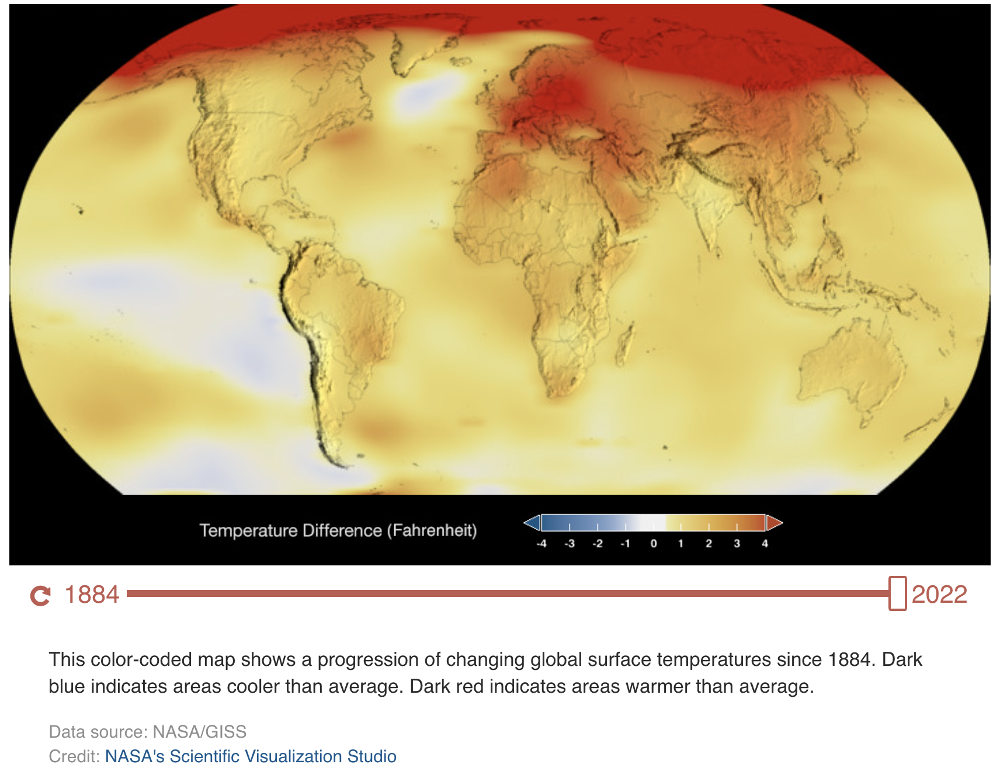 Temperature Difference (Fahrenheit)
-4 -3 -2 -1 0 1 2 3 4
1884 2022
This color-coded map shows a progression of changing global surface temperatures since 1884. Dark
blue indicates areas cooler than average. Dark red indicates areas warmer than average.
Data source: NASA/GISS
Credit: NASA's Scientific Visualization Studio